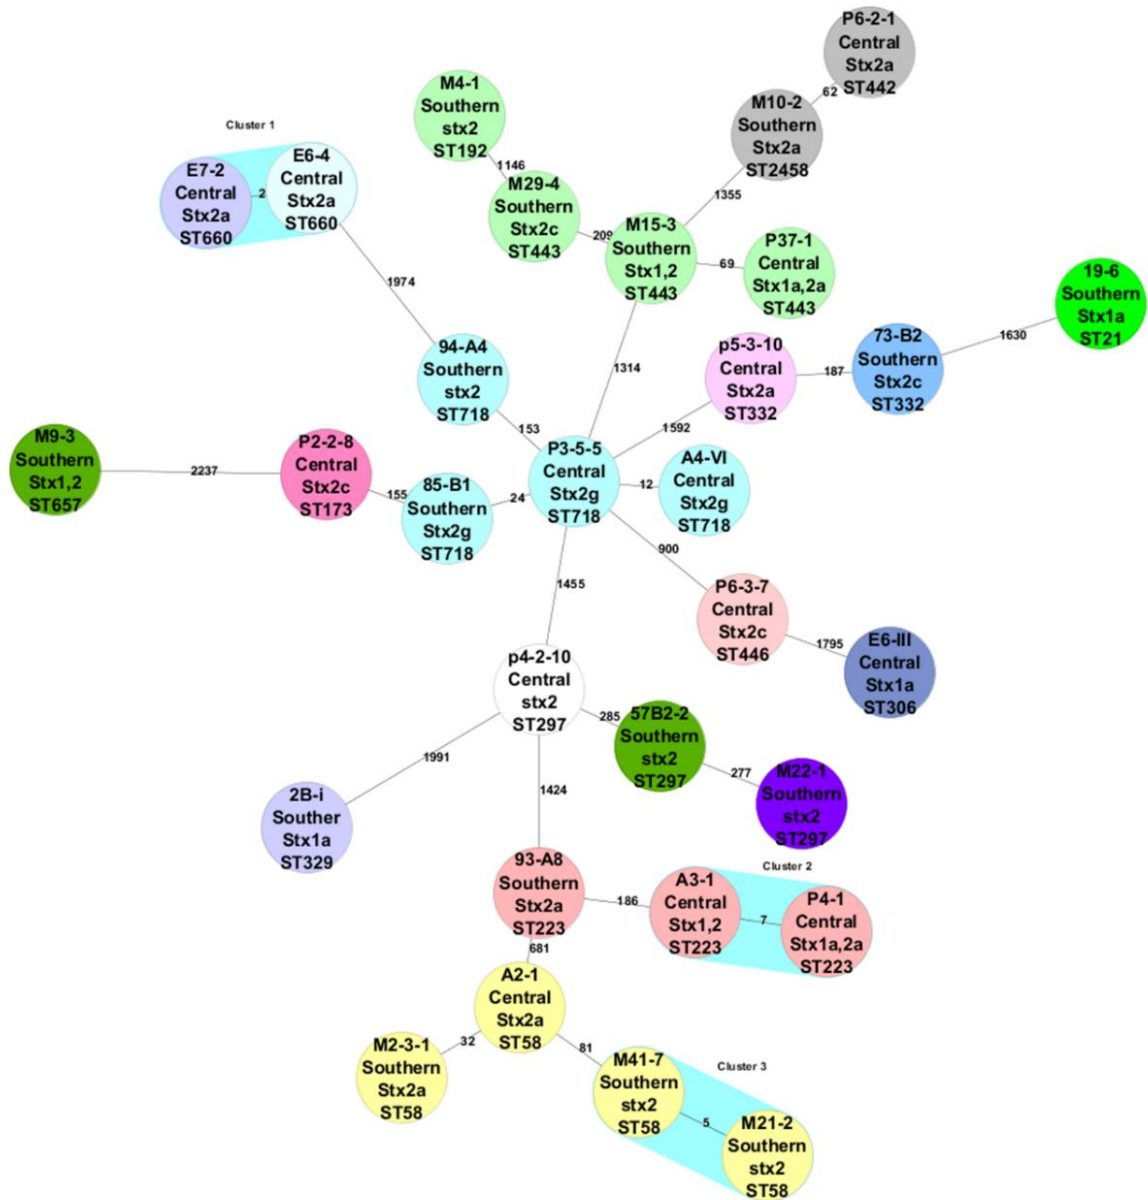 P6-2-1
Central
Stx2a
ST442
62
M10-2
Southern
Stx2a
ST2458
M4-1
Southern
stx2
ST192
1146
Cluster 1
E7-2
Central
Stx2a
ST660
2
E6-4
Central
Stx2a
ST660
M29-4
Southern
Stx2c
ST443
209
M15-3
Southern
Stx1,2
ST443
1355
69
P37-1
Central
Stx1a,2a
ST443
19-6
Southern
Stx1a
ST21
1630
1974
94-A4
Southern
stx2
ST718
1314
p5-3-10
Central
Stx2a
ST332
187
73-B2
Southern
Stx2c
ST332
153
1592
M9-3
Southern
Stx1,2
ST657
2237
P2-2-8
Central
Stx2c
ST173
155
85-B1
Southern
Stx2g
ST718
24
P3-5-5
Central
Stx2g
ST718
12
A4-VI
Central
Stx2g
ST718
900
1455
P6-3-7
Central
Stx2c
ST446
1795
E6-III
Central
Stx1a
ST306
p4-2-10
Central
stx2
ST297
285
57B2-2
Southern
stx2
ST297
277
M22-1
Southern
stx2
ST297
1991
1424
2B-i
Souther
Stx1a
ST329
93-A8
Southern
Stx2a
ST223
186
Cluster 2
A3-1
Central
Stx1,2
ST223
7
P4-1
Central
Stx1a,2a
ST223
681
A2-1
Central
Stx2a
ST58
32
81
M2-3-1
Southern
Stx2a
ST58
Cluster 3
M41-7
Southern
stx2
ST58
5
M21-2
Southern
stx2
ST58